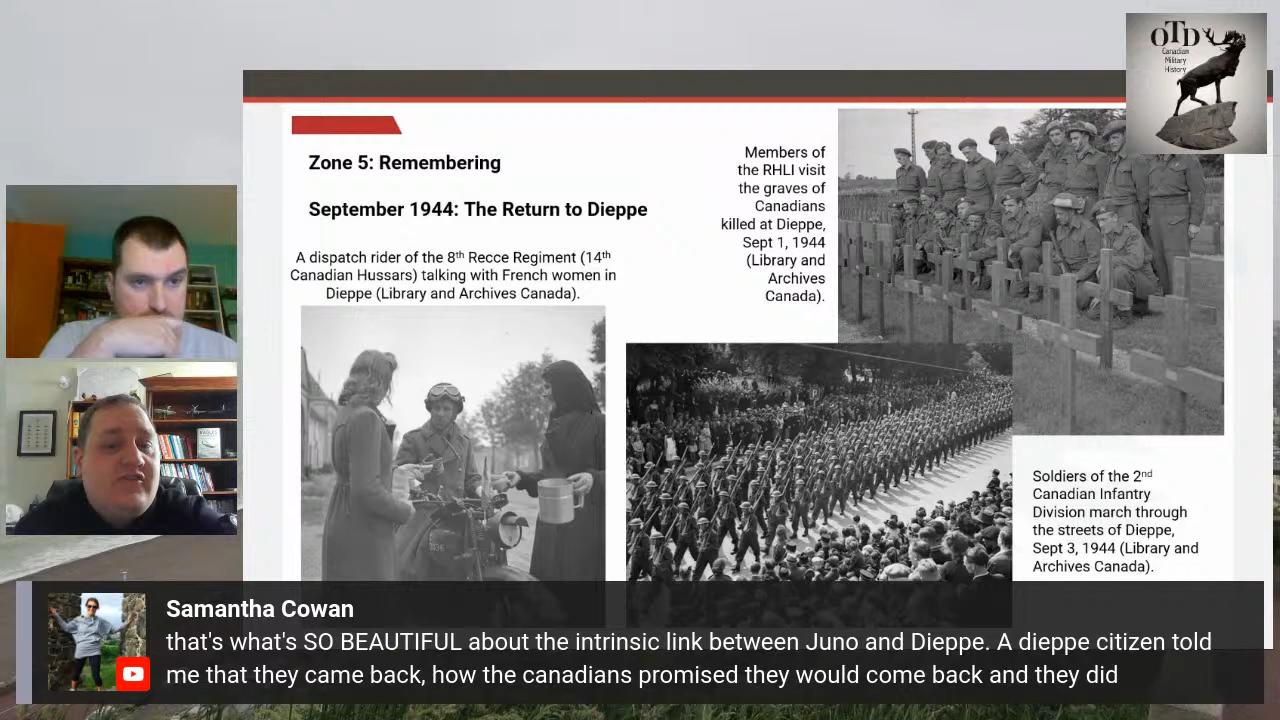 OTD
Canadian
Military
History
Zone 5: Remembering
September 1944: The Return to Dieppe
A dispatch rider of the 8th Recce Regiment (14th
Canadian Hussars) talking with French women in
Dieppe (Library and Archives Canada).
Members of
the RHLI visit
the graves of
Canadians
killed at Dieppe,
Sept 1, 1944
(Library and
Archives
Canada).
Soldiers of the 2nd
Canadian Infantry
Division march through
the streets of Dieppe,
Sept 3, 1944 (Library and
Archives Canada).
Samantha Cowan
that's what's SO BEAUTIFUL about the intrinsic link between Juno and Dieppe. A dieppe citizen told
me that they came back, how the canadians promised they would come back and they did